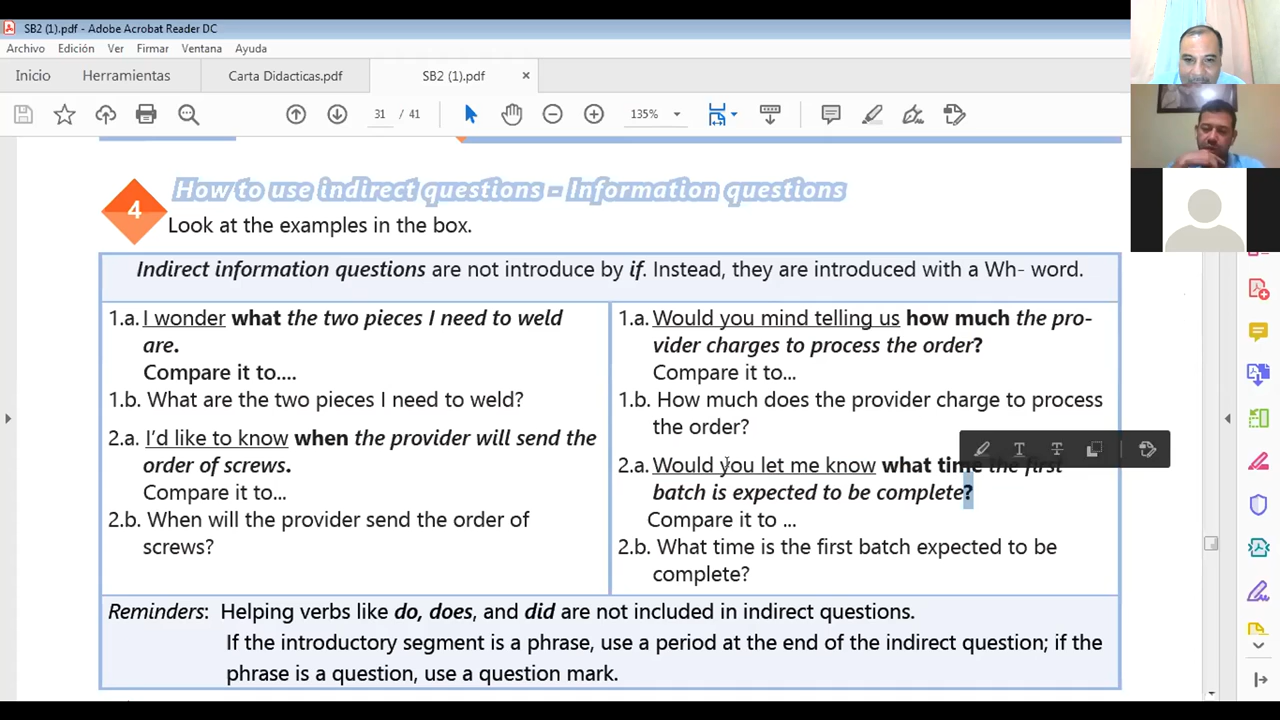 SB2 (1).pdf - Adobe Acrobat Reader DC
Archivo Edición Ver Firmar Ventana Ayuda
Inicio Herramientas Carta Didacticas.pdf SB2 (1).pdf ×
31 / 41 135%
4 How to use indirect questions - Information questions
Look at the examples in the box.
Indirect information questions are not introduce by if. Instead, they are introduced with a Wh- word.
1.a. I wonder what the two pieces I need to weld
are.
Compare it to....
1.b. What are the two pieces I need to weld?
2.a. I'd like to know when the provider will send the
order of screws.
Compare it to...
2.b. When will the provider send the order of
screws?
1.a. Would you mind telling us how much the pro-
vider charges to process the order?
Compare it to...
1.b. How much does the provider charge to process
the order?
2.a. Would you let me know what time the first
batch is expected to be complete?
Compare it to ...
2.b. What time is the first batch expected to be
complete?
Reminders: Helping verbs like do, does, and did are not included in indirect questions.
If the introductory segment is a phrase, use a period at the end of the indirect question; if the
phrase is a question, use a question mark.